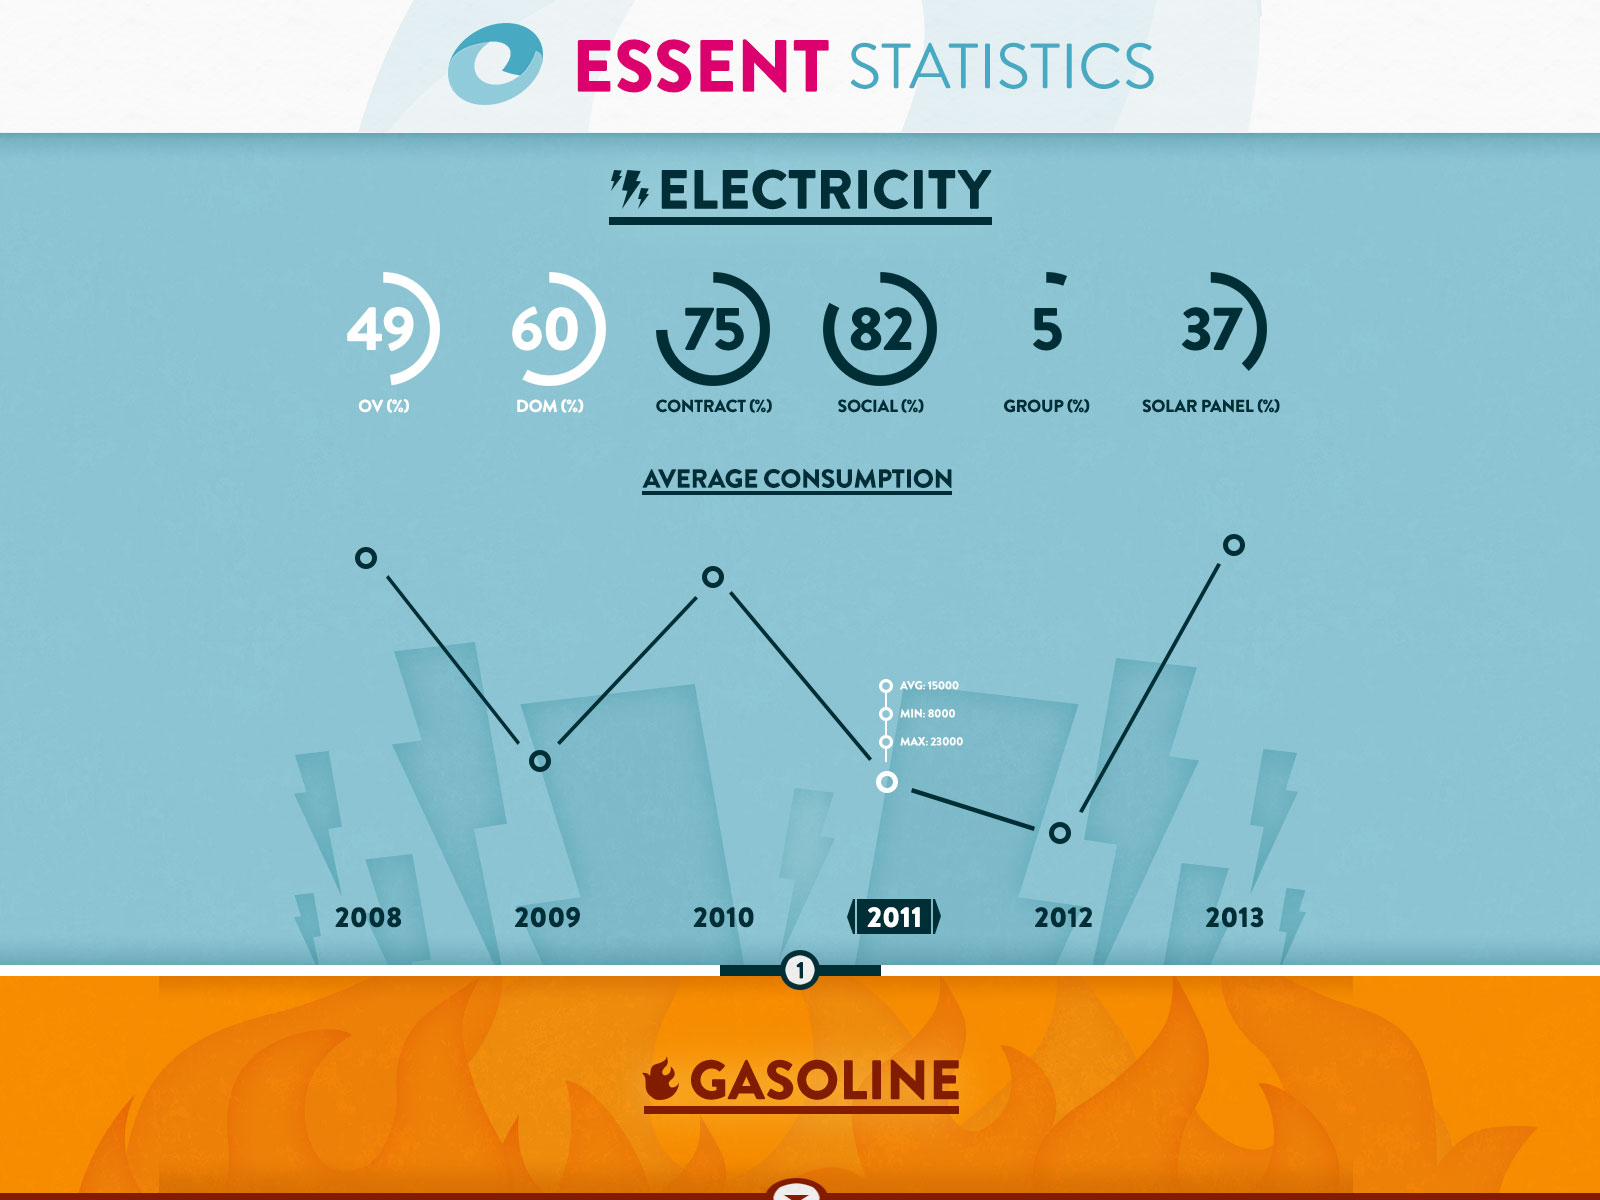 ESSENT STATISTICS
ELECTRICITY
49 60 75 82 5 37
OV (%) DOM (%) CONTRACT (%) SOCIAL (%) GROUP (%) SOLAR PANEL (%)
AVERAGE CONSUMPTION
AVG: 15000
MIN: 8000
MAX: 23000
2008 2009 2010 2011 2012 2013
1
GASOLINE